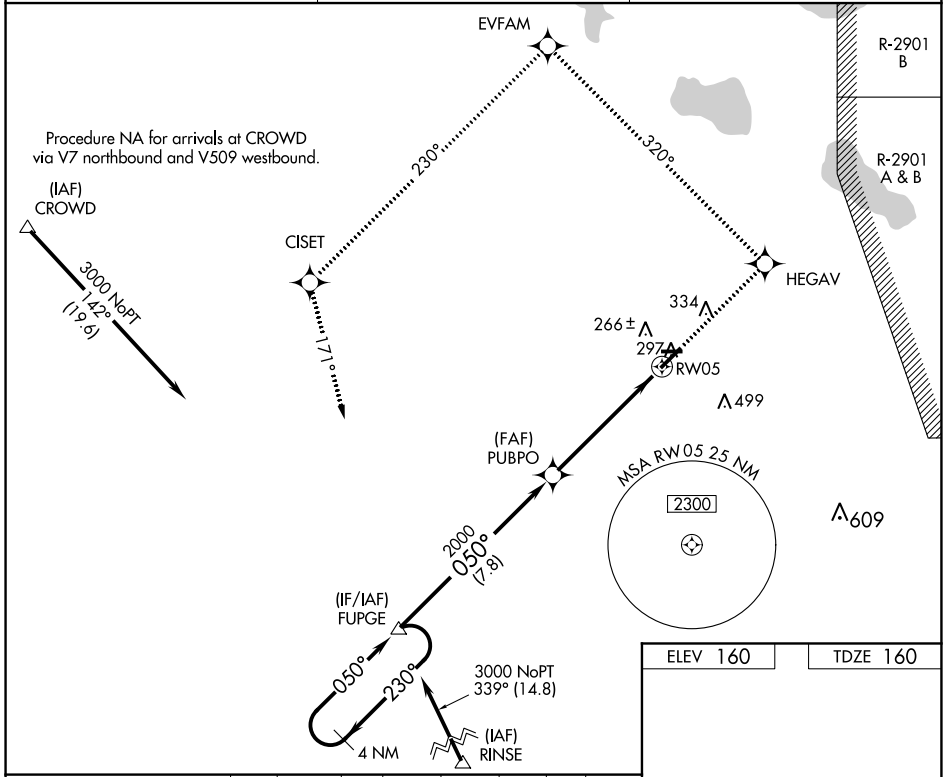 EVFAM
R-2901
B
230°
320°
Procedure NA for arrivals at CROWD
via V7 northbound and V509 westbound.
R-2901
A & B
(IAF)
CROWD
CISET
3000 NoPT
142°
(19.6)
HEGAV
334
266±
297
171°
RW05
499
(FAF)
PUBPO
MSA RW05 25 NM
2300
609
2000
050°
(7.8)
(IF/IAF)
FUPGE
050°
230°
3000 NoPT
339° (14.8)
4 NM
(IAF)
RINSE
ELEV 160
TDZE 160